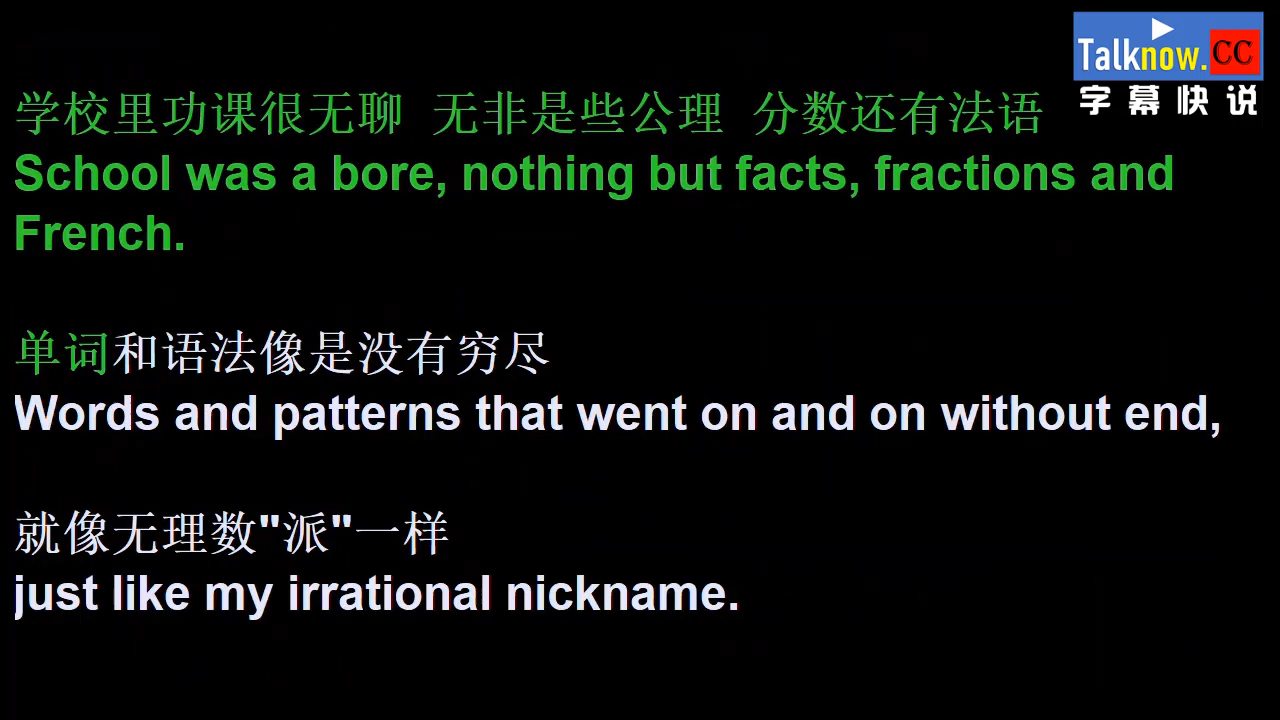 Talknow.CC
字幕快说
学校里功课很无聊 无非是些公理 分数还有法语
School was a bore, nothing but facts, fractions and
French.
单词和语法像是没有穷尽
Words and patterns that went on and on without end,
就像无理数"派"一样
just like my irrational nickname.